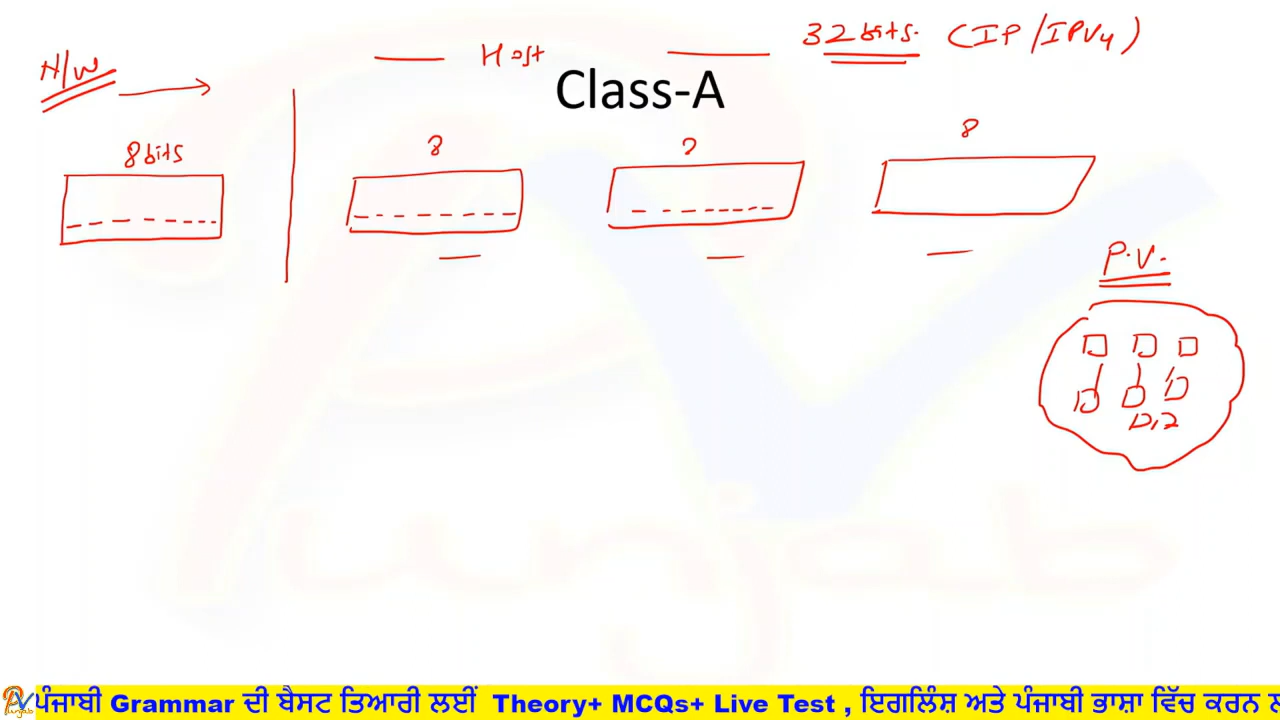 32 bits. (IP/IPV4)
N/W Host
Class-A
8 bits 8 8
P.V.
ਪੰਜਾਬੀ Grammar ਦੀ ਬੈਸਟ ਤਿਆਰੀ ਲਈਂ Theory+ MCQs+ Live Test , ਇਗਲਿੰਸ਼ ਅਤੇ ਪੰਜਾਬੀ ਭਾਸ਼ਾ ਵਿੱਚ ਕਰਨ
Punjab